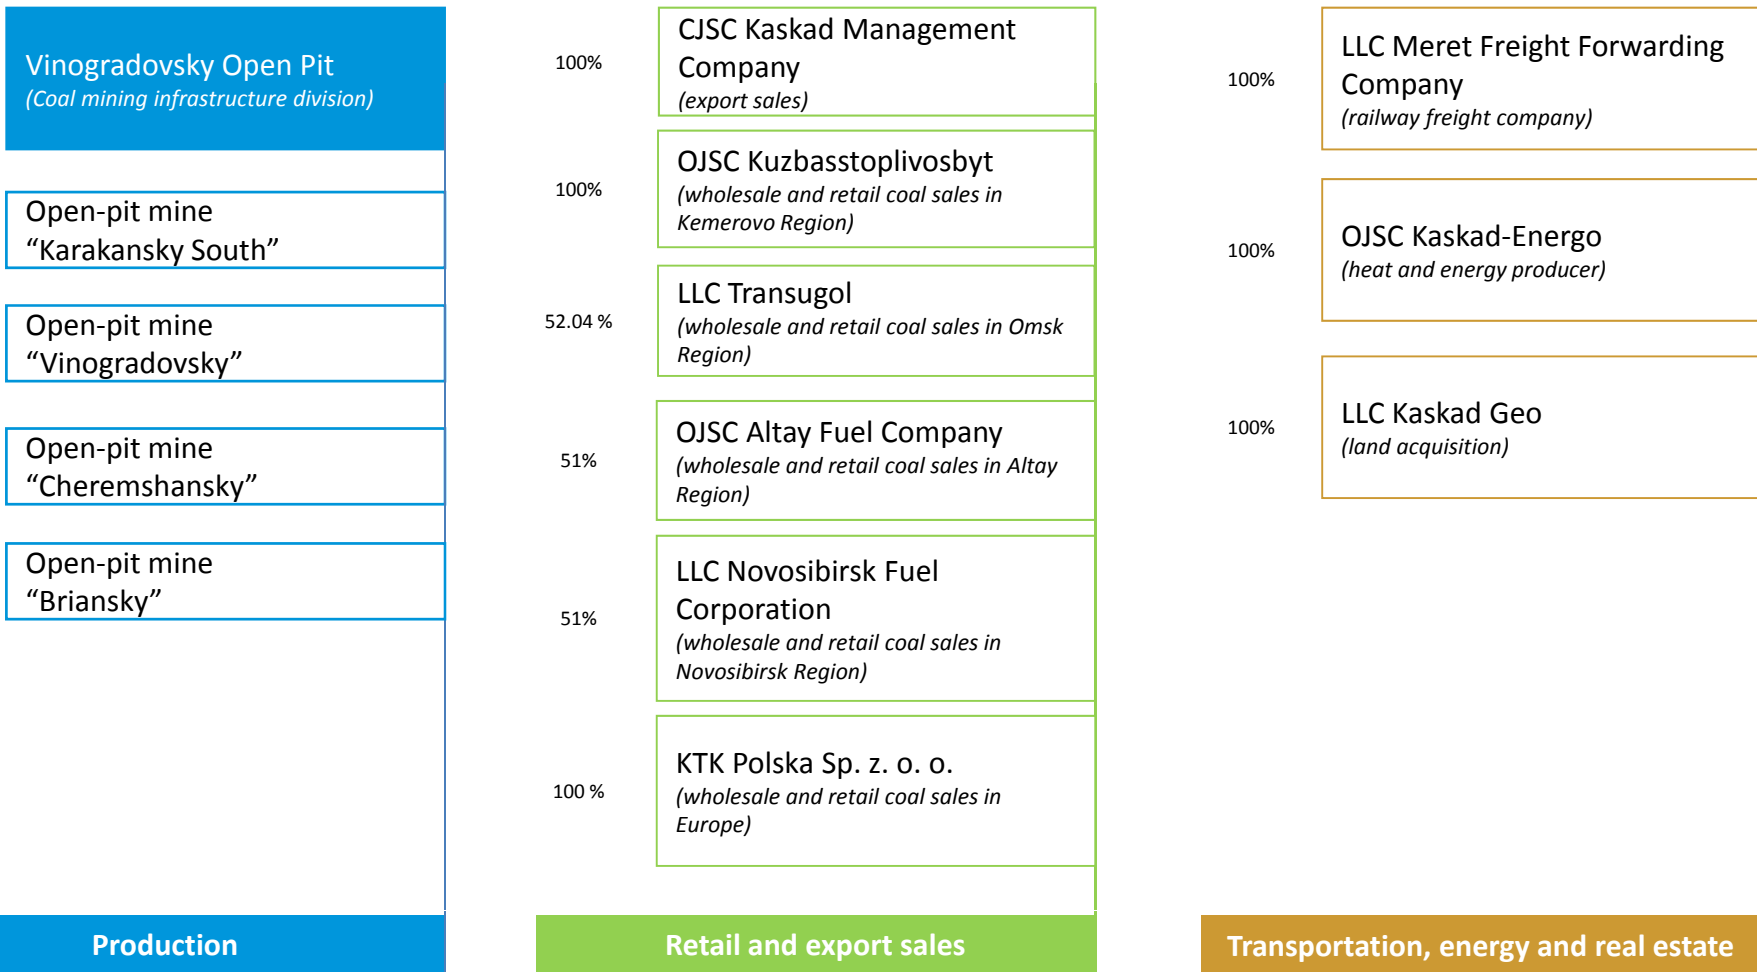 Vinogradovsky Open Pit
(Coal mining infrastructure division)
Open-pit mine
“Karakansky South”
Open-pit mine
“Vinogradovsky”
Open-pit mine
“Cheremshansky”
Open-pit mine
“Briansky”
Production
100%
CJSC Kaskad Management
Company
(export sales)
100%
OJSC Kuzbasstoplivosbyt
(wholesale and retail coal sales in
Kemerovo Region)
52.04 %
LLC Transugol
(wholesale and retail coal sales in Omsk
Region)
51%
OJSC Altay Fuel Company
(wholesale and retail coal sales in Altay
Region)
51%
LLC Novosibirsk Fuel
Corporation
(wholesale and retail coal sales in
Novosibirsk Region)
100 %
KTK Polska Sp. z. o. o.
(wholesale and retail coal sales in
Europe)
Retail and export sales
100%
LLC Meret Freight Forwarding
Company
(railway freight company)
100%
OJSC Kaskad-Energo
(heat and energy producer)
100%
LLC Kaskad Geo
(land acquisition)
Transportation, energy and real estate